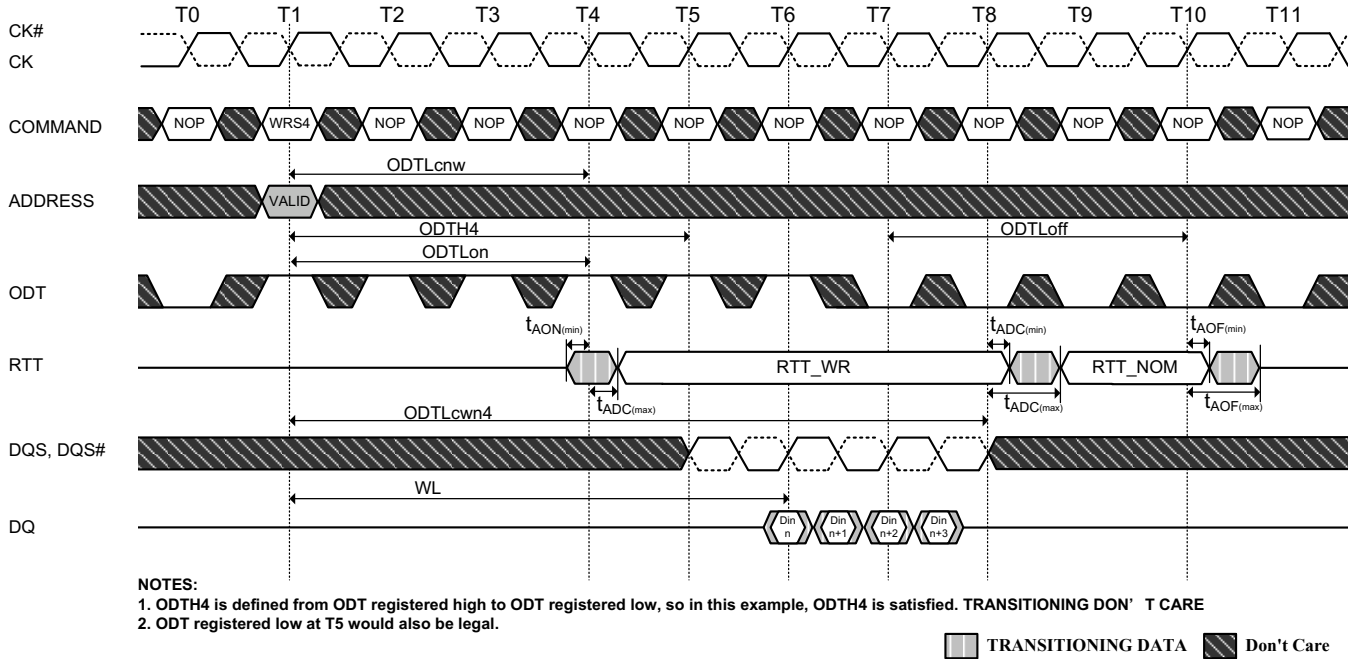 T0 T1 T2 T3 T4 T5 T6 T7 T8 T9 T10 T11
CK#
CK
COMMAND NOP WRS4 NOP NOP NOP NOP NOP NOP NOP NOP NOP NOP
ODTLcnw
ADDRESS VALID
ODTH4 ODTLoff
ODTLon
ODT
tAON(min) tADC(min) tAOF(min)
RTT RTT_WR RTT_NOM
tADC(max) tADC(max) tAOF(max)
ODTLcwn4
DQS, DQS#
WL
DQ Din n Din n+1 Din n+2 Din n+3
NOTES:
1. ODTH4 is defined from ODT registered high to ODT registered low, so in this example, ODTH4 is satisfied. TRANSITIONING DON' T CARE
2. ODT registered low at T5 would also be legal.
TRANSITIONING DATA Don't Care